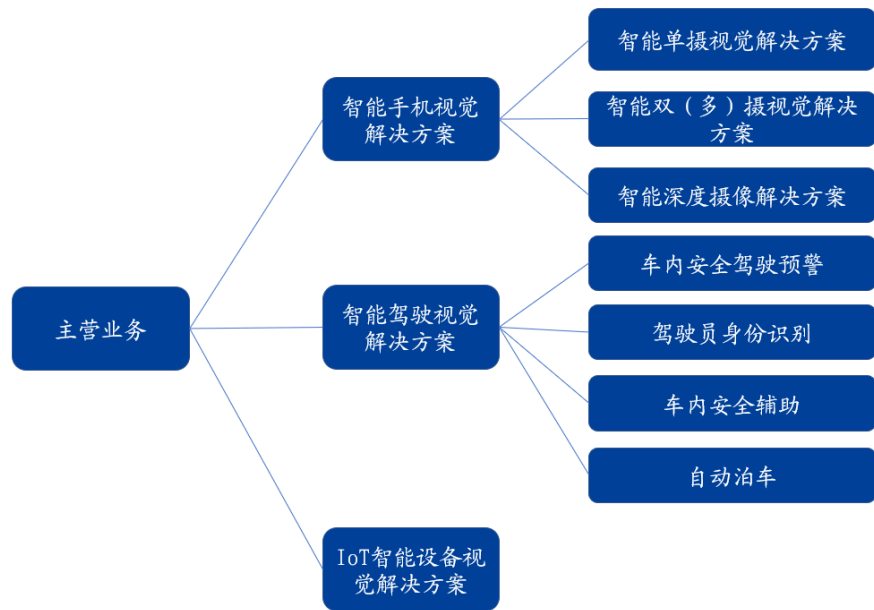 主营业务
智能手机视觉
解决方案
智能单摄视觉解决方案
智能双（多）摄视觉解决
方案
智能深度摄像解决方案
智能驾驶视觉
解决方案
车内安全驾驶预警
驾驶员身份识别
车内安全辅助
自动泊车
IoT智能设备视
觉解决方案